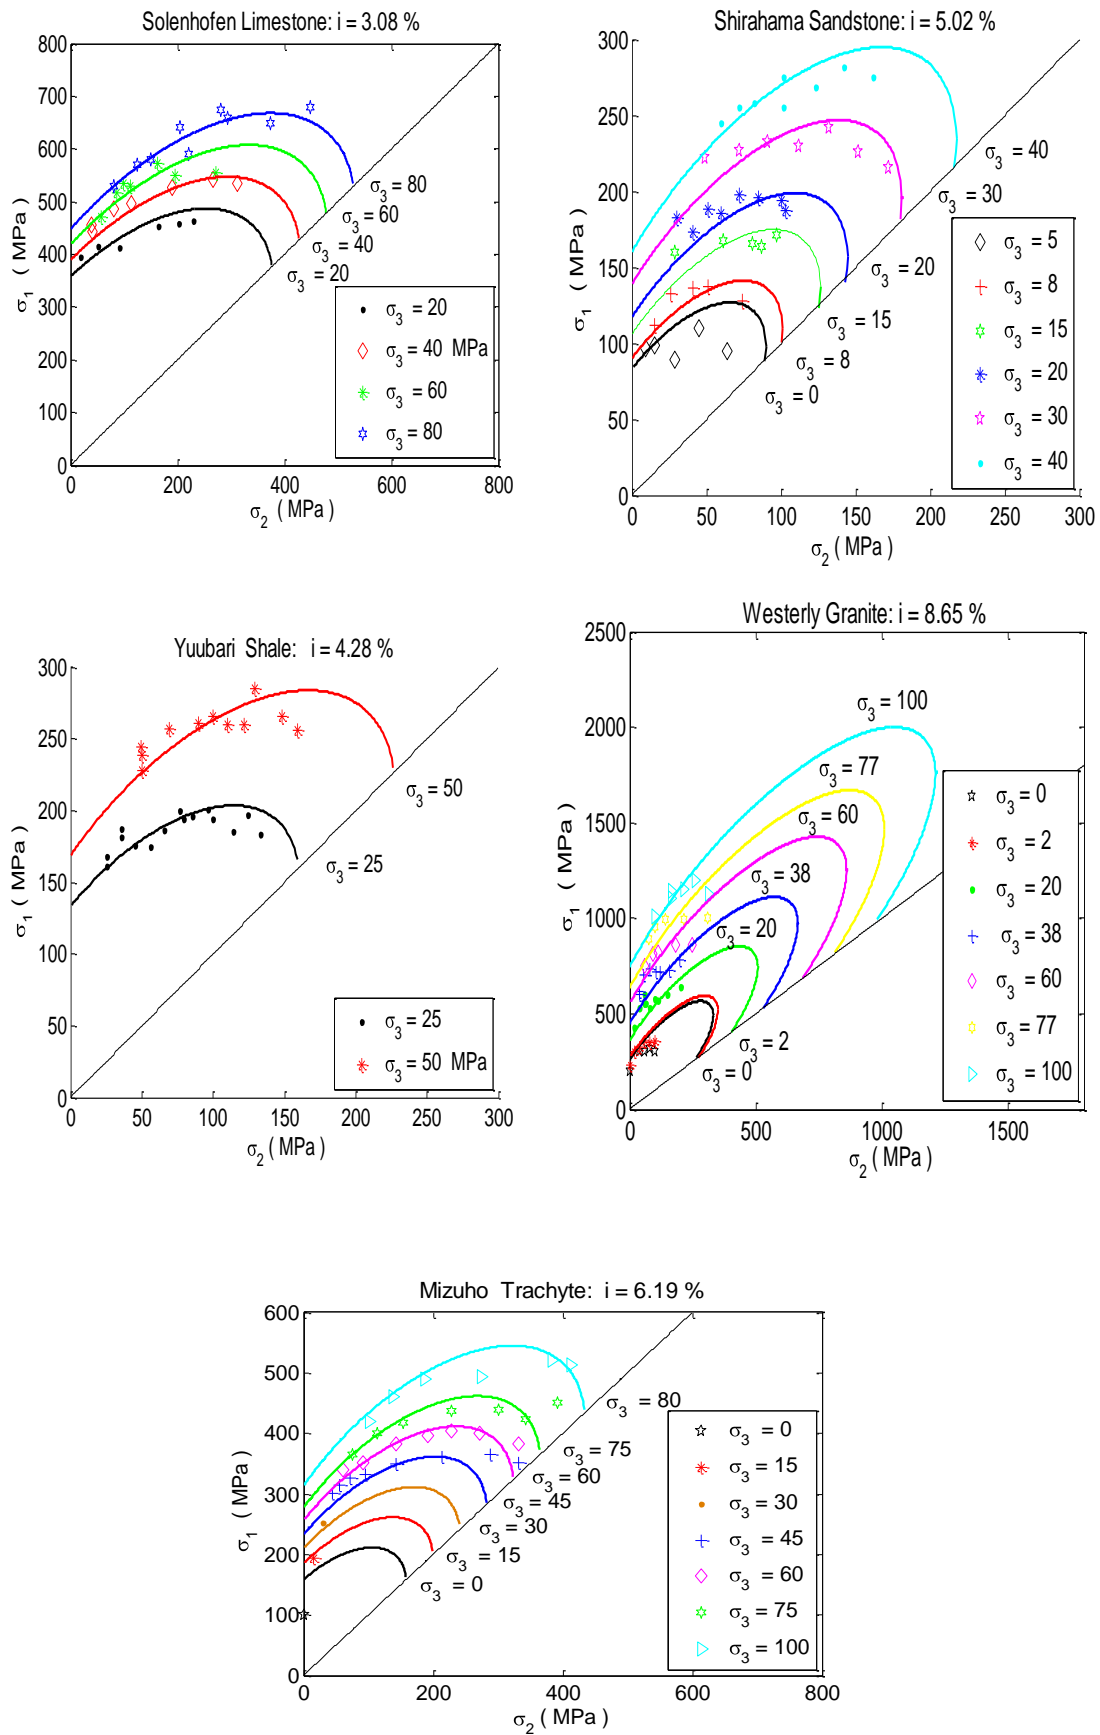 Solenhofen Limestone: i = 3.08 %
800
700
600
500
400
300
200
100
0
0 200 400 600 800
σ1 ( MPa)
σ2 ( MPa )
σ3 = 80
σ3 = 60
σ3 = 40
σ3 = 20
σ3 = 20
σ3 = 40 MPa
σ3 = 60
σ3 = 80
Shirahama Sandstone: i = 5.02 %
300
250
200
150
100
50
0
0 50 100 150 200 250 300
σ1 ( MPa)
σ2 ( MPa )
σ3 = 40
σ3 = 30
σ3 = 20
σ3 = 15
σ3 = 8
σ3 = 0
σ3 = 5
σ3 = 8
σ3 = 15
σ3 = 20
σ3 = 30
σ3 = 40
Yuubari Shale: i = 4.28 %
300
250
200
150
100
50
0
0 50 100 150 200 250 300
σ1 ( MPa)
σ2 ( MPa )
σ3 = 50
σ3 = 25
σ3 = 25
σ3 = 50 MPa
Westerly Granite: i = 8.65 %
2500
2000
1500
1000
500
0
0 500 1000 1500
σ1 ( MPa)
σ2 ( MPa )
σ3 = 100
σ3 = 77
σ3 = 60
σ3 = 38
σ3 = 20
σ3 = 2
σ3 = 0
σ3 = 0
σ3 = 2
σ3 = 20
σ3 = 38
σ3 = 60
σ3 = 77
σ3 = 100
Mizuho Trachyte: i = 6.19 %
600
500
400
300
200
100
0
0 200 400 600 800
σ1 ( MPa)
σ2 ( MPa )
σ3 = 80
σ3 = 75
σ3 = 60
σ3 = 45
σ3 = 30
σ3 = 15
σ3 = 0
σ3 = 0
σ3 = 15
σ3 = 30
σ3 = 45
σ3 = 60
σ3 = 75
σ3 = 100